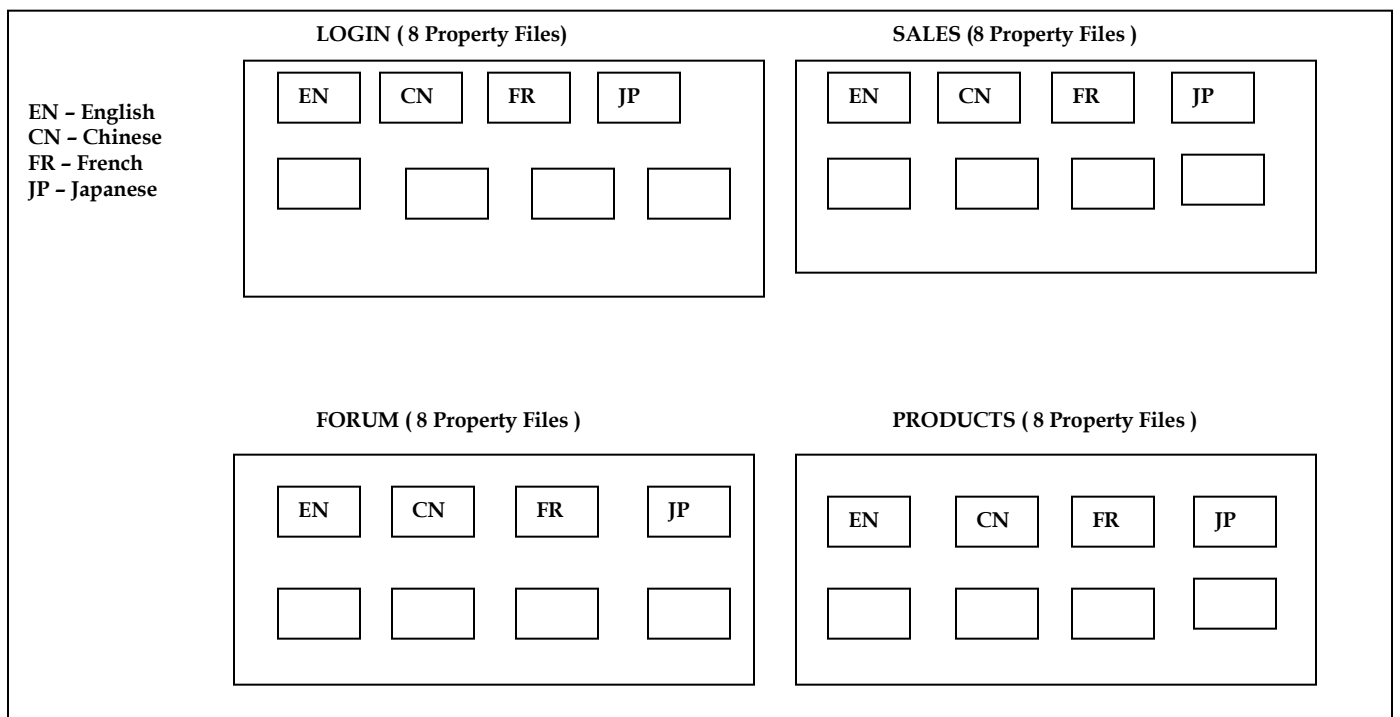 LOGIN ( 8 Property Files)
SALES (8 Property Files )
EN CN FR JP
EN CN FR JP
EN – English
CN – Chinese
FR – French
JP – Japanese
FORUM ( 8 Property Files )
PRODUCTS ( 8 Property Files )
EN CN FR JP
EN CN FR JP